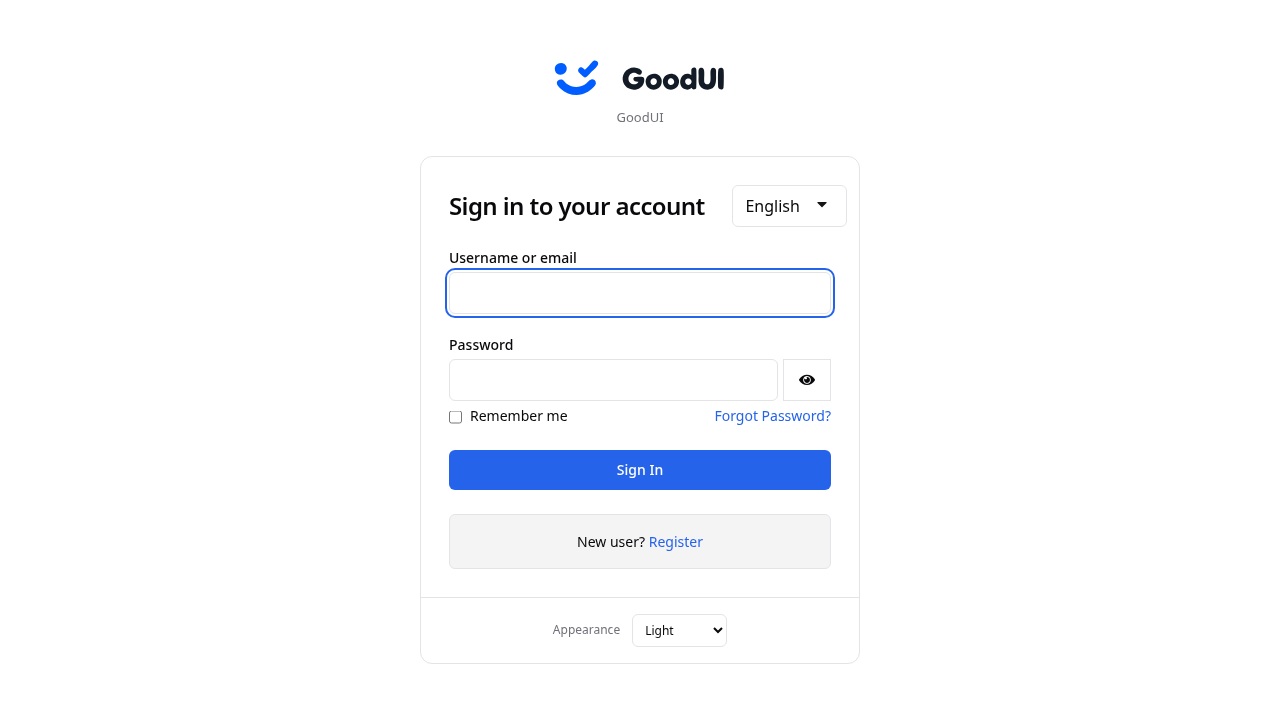 GoodUI
GoodUI
Sign in to your account
English
Username or email
Password
Remember me
Forgot Password?
Sign In
New user? Register
Appearance
Light